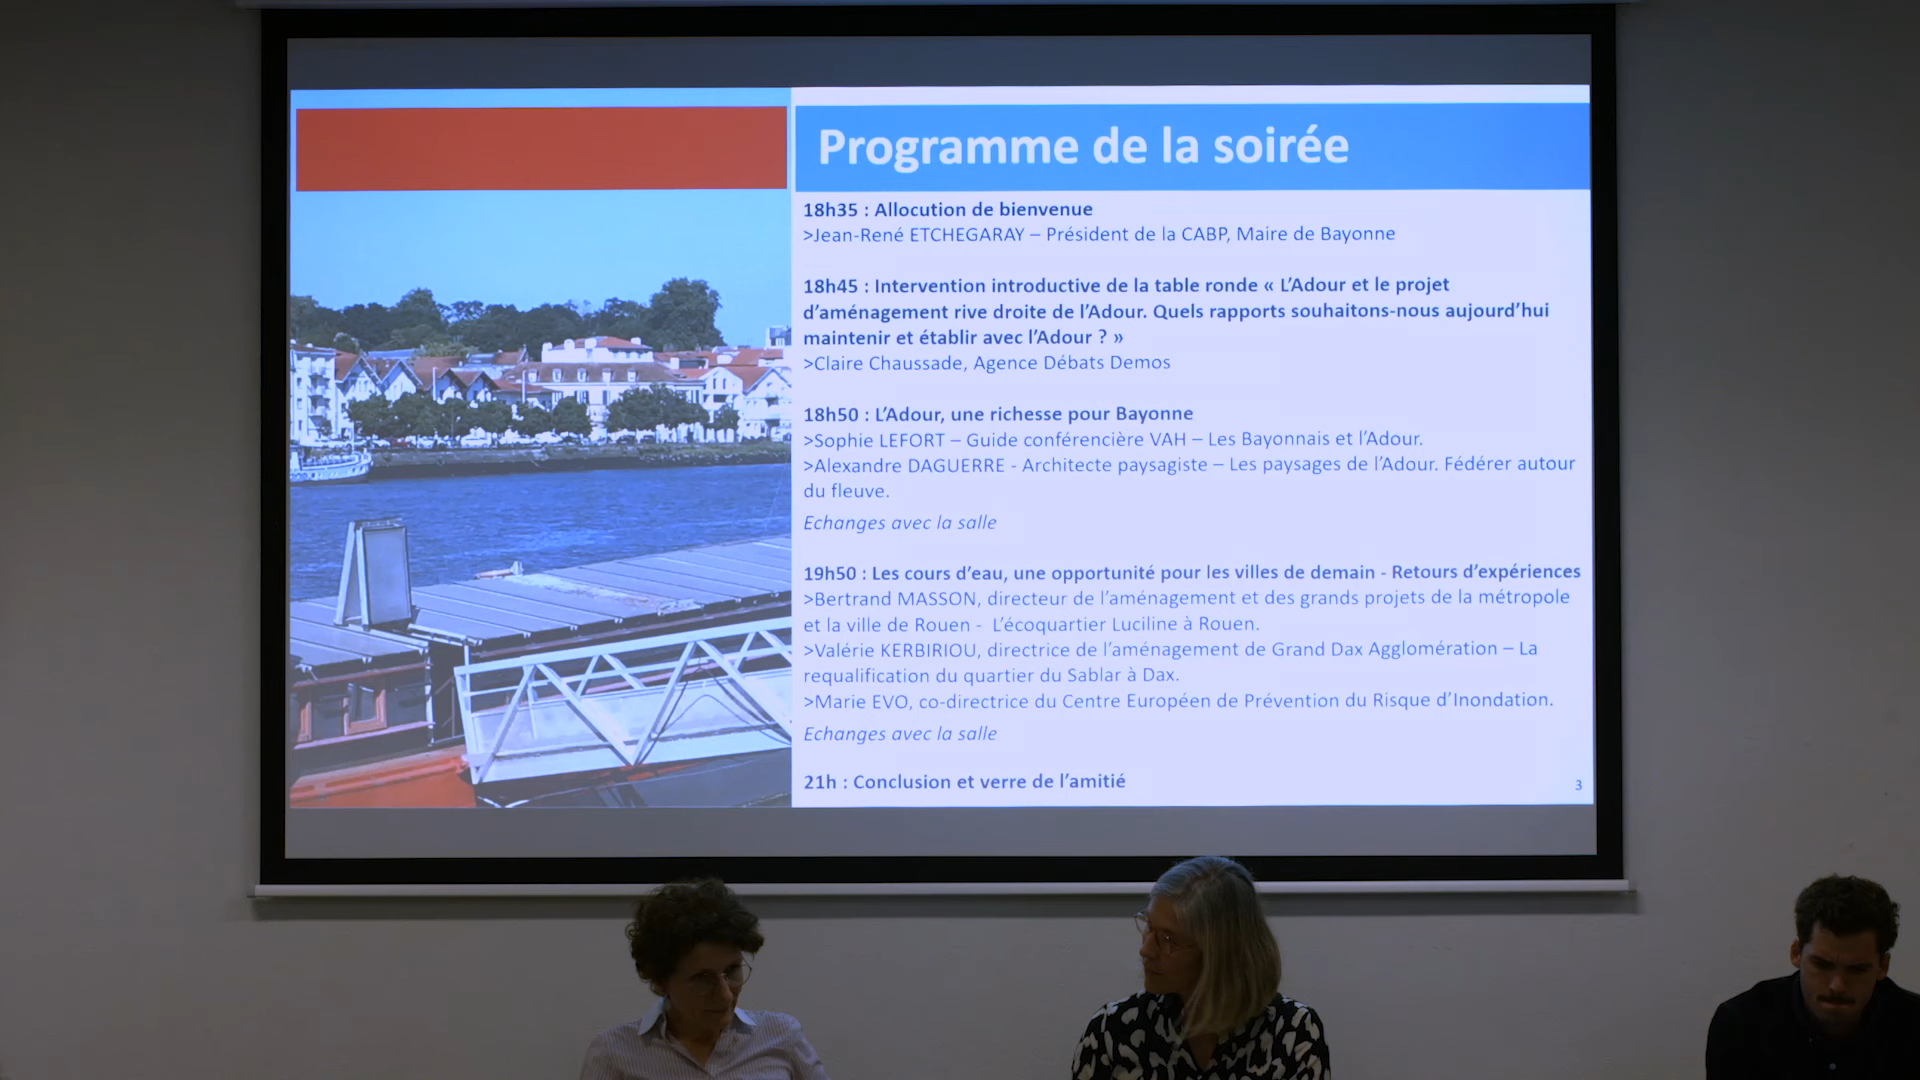 Programme de la soirée
18h35 : Allocution de bienvenue
>Jean-René ETCHEGARAY – Président de la CABP, Maire de Bayonne
18h45 : Intervention introductive de la table ronde « L’Adour et le projet
d’aménagement rive droite de l’Adour. Quels rapports souhaitons-nous aujourd’hui
maintenir et établir avec l’Adour ? »
>Claire Chaussade, Agence Débats Demos
18h50 : L’Adour, une richesse pour Bayonne
>Sophie LEFORT – Guide conférencière VAH – Les Bayonnais et l’Adour.
>Alexandre DAGUERRE - Architecte paysagiste – Les paysages de l’Adour. Fédérer autour
du fleuve.
Echanges avec la salle
19h50 : Les cours d’eau, une opportunité pour les villes de demain - Retours d’expériences
>Bertrand MASSON, directeur de l’aménagement et des grands projets de la métropole
et la ville de Rouen - L’écoquartier Luciline à Rouen.
>Valérie KERBIRIOU, directrice de l’aménagement de Grand Dax Agglomération – La
requalification du quartier du Sablar à Dax.
>Marie EVO, co-directrice du Centre Européen de Prévention du Risque d’Inondation.
Echanges avec la salle
21h : Conclusion et verre de l’amitié
3